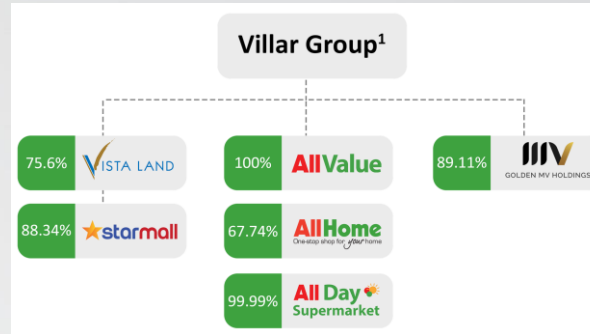 Villar Group¹
75.6%
VISTA LAND
100%
AllValue
89.11%
MV
GOLDEN MV HOLDINGS
88.34%
starmall
67.74%
AllHome
One-stop shop for your home
99.99%
All Day
Supermarket